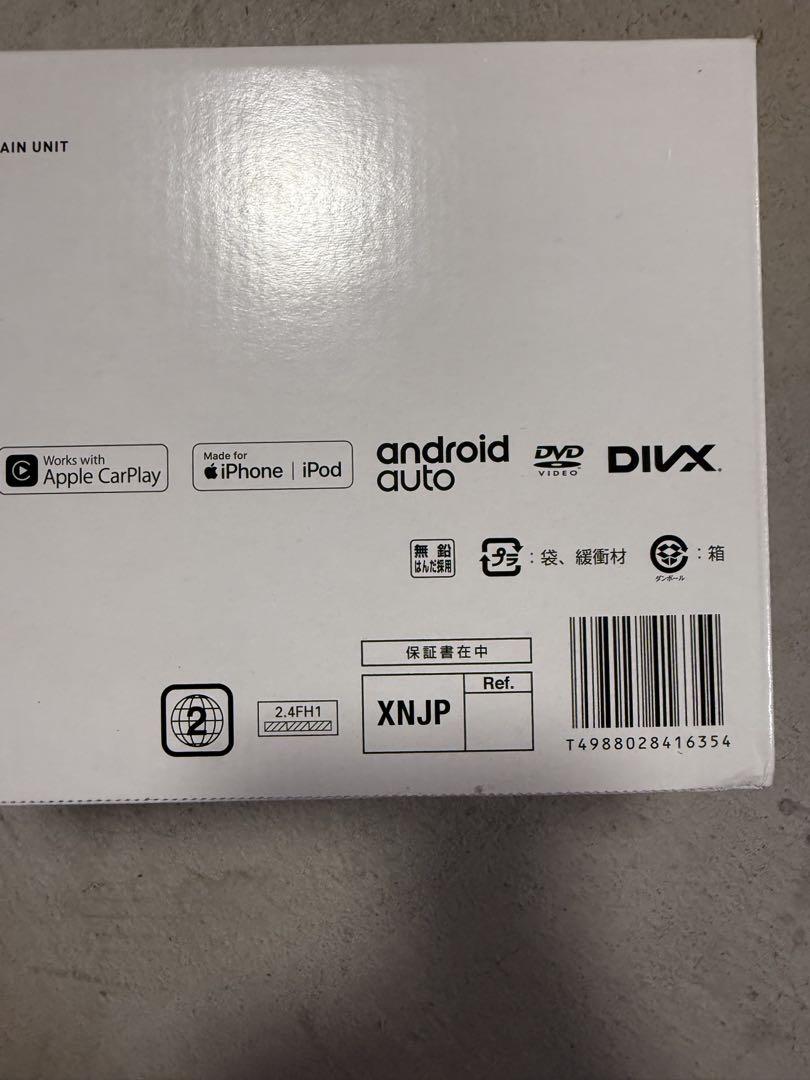 AIN UNIT
Works with
Apple CarPlay
Made for
iPhone | iPod
android
auto
DVD
VIDEO
DIVX
無鉛
はんだ採用
プラ
:袋、緩衝材
ダンボール
:箱
保証書在中
2
2.4FH1
XNJP
Ref.
T4988028416354